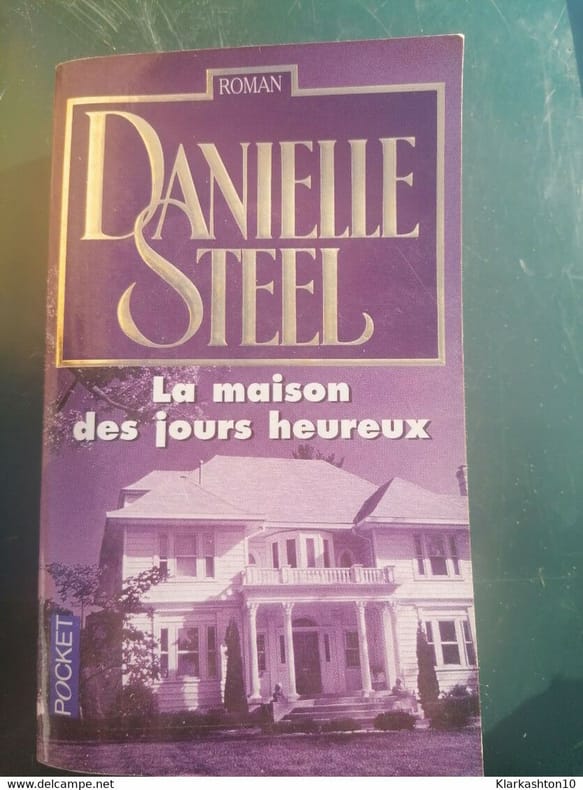 ROMAN
DANIELLE
STEEL
La maison
des jours heureux
POCKET
www.delcampe.net
Klarkashton10